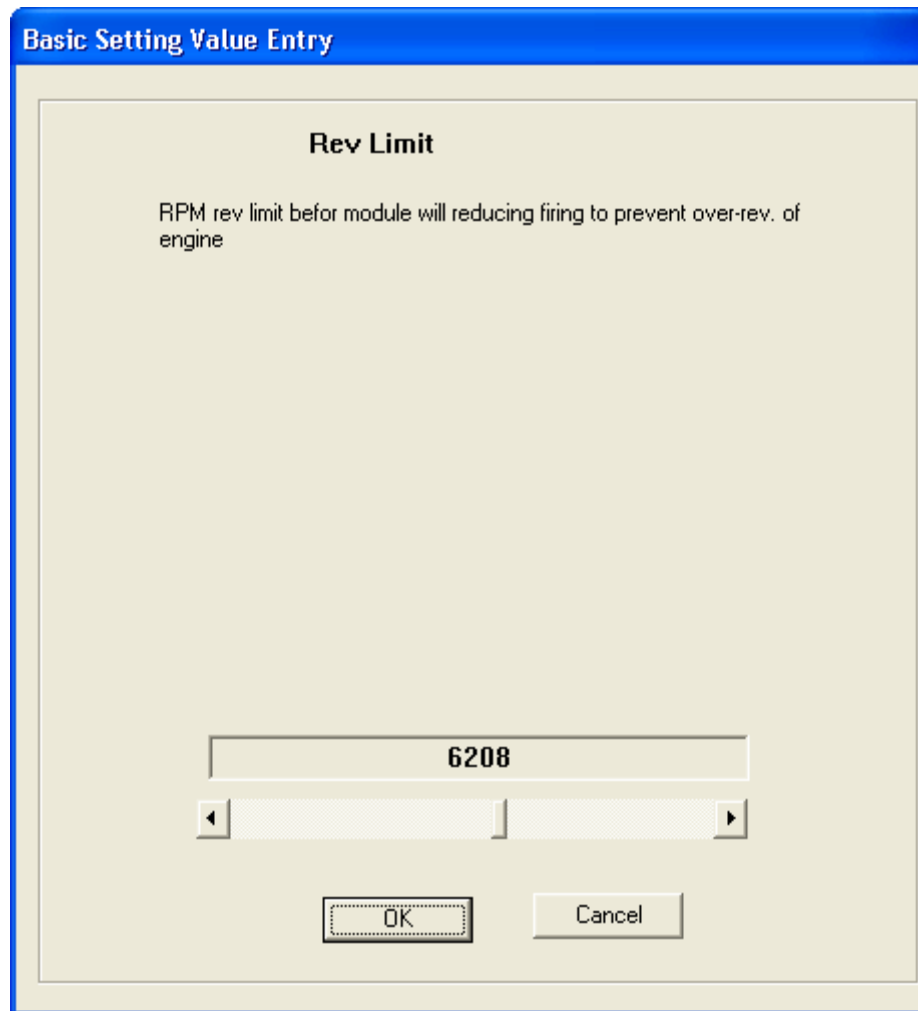 Basic Setting Value Entry
Rev Limit
RPM rev limit befor module will reducing firing to prevent over-rev. of
engine
6208
OK
Cancel